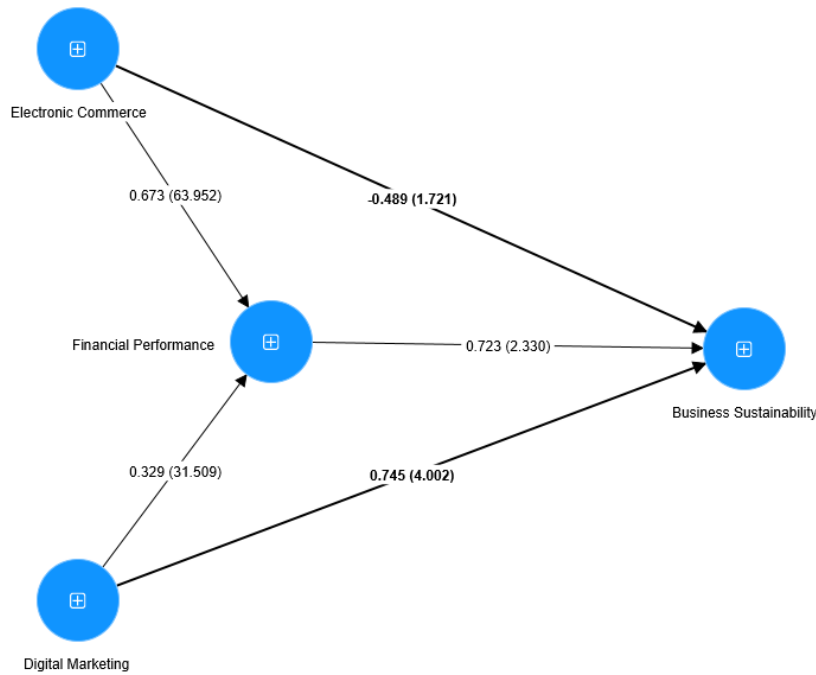 Electronic Commerce
0.673 (63.952)
-0.489 (1.721)
Financial Performance
0.723 (2.330)
Business Sustainability
0.329 (31.509)
0.745 (4.002)
Digital Marketing